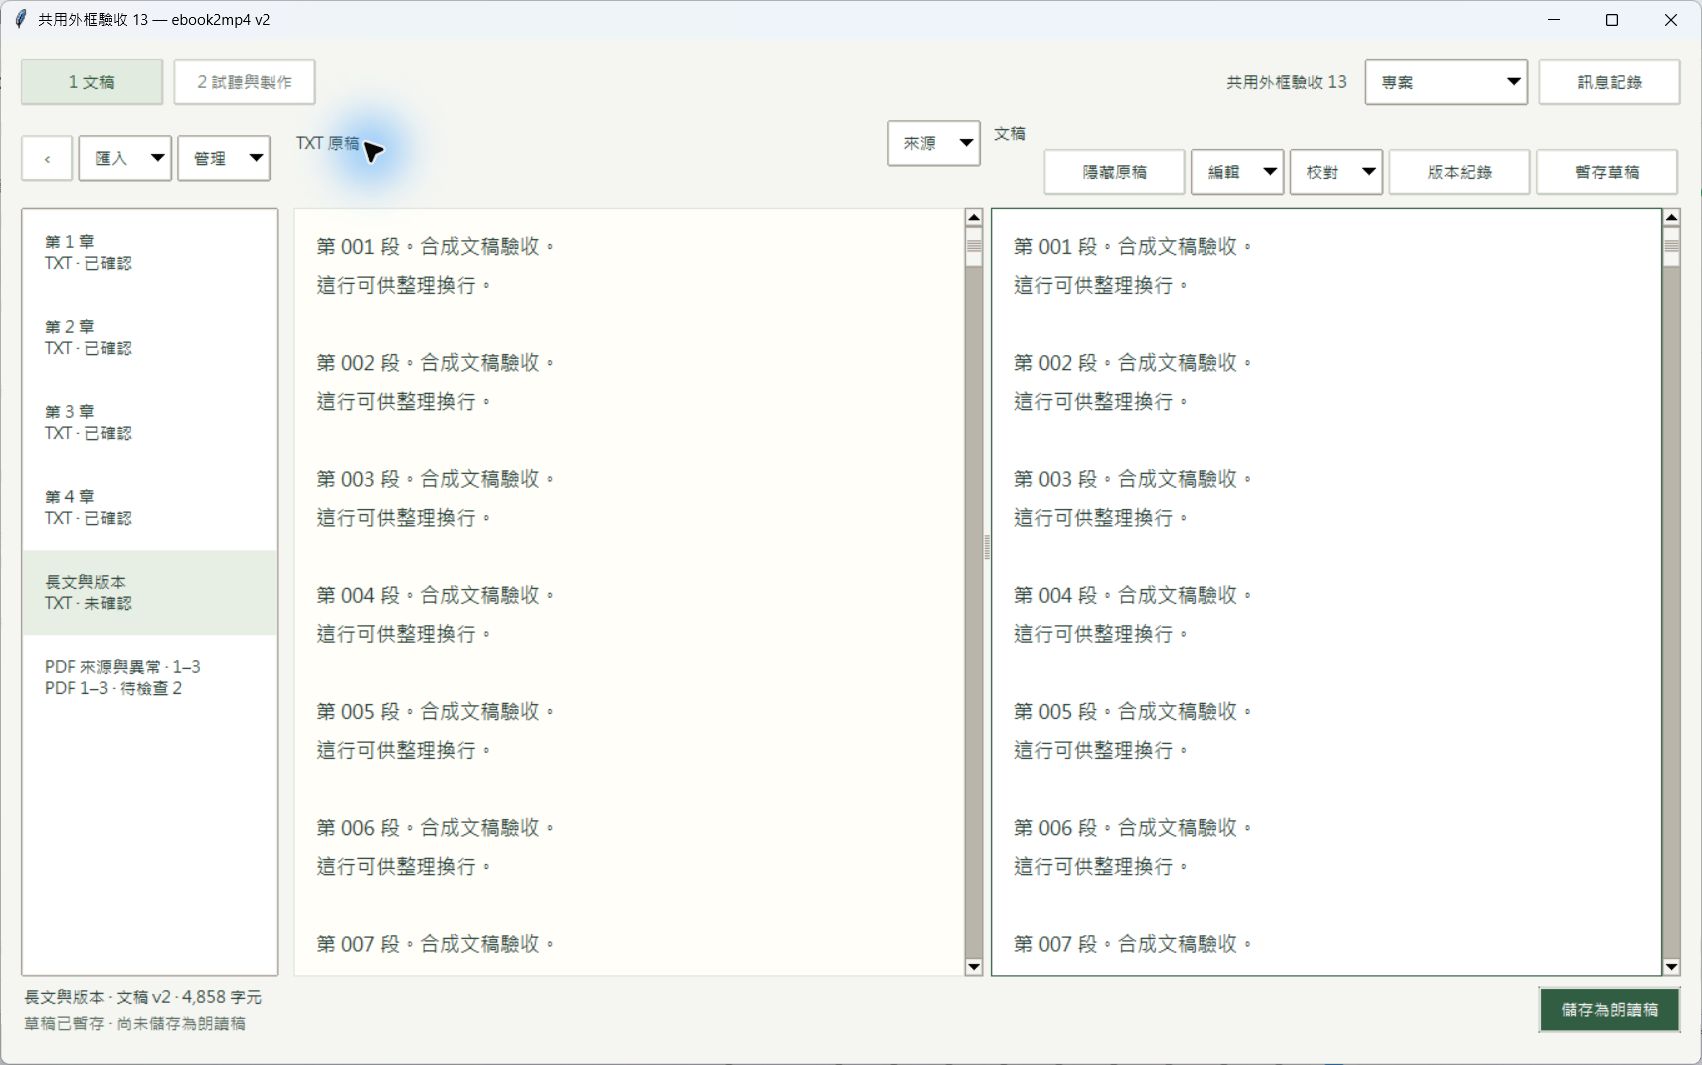 共用外框驗收 13 — ebook2mp4 v2
1 文稿
2 試聽與製作
共用外框驗收 13
專案
訊息記錄
‹
匯入
管理
TXT 原稿
來源
文稿
隱藏原稿
編輯
校對
版本紀錄
暫存草稿
第 1 章
TXT · 已確認
第 2 章
TXT · 已確認
第 3 章
TXT · 已確認
第 4 章
TXT · 已確認
長文與版本
TXT · 未確認
PDF 來源與異常 · 1–3
PDF 1–3 · 待檢查 2
第 001 段。合成文稿驗收。
這行可供整理換行。
第 002 段。合成文稿驗收。
這行可供整理換行。
第 003 段。合成文稿驗收。
這行可供整理換行。
第 004 段。合成文稿驗收。
這行可供整理換行。
第 005 段。合成文稿驗收。
這行可供整理換行。
第 006 段。合成文稿驗收。
這行可供整理換行。
第 007 段。合成文稿驗收。
第 001 段。合成文稿驗收。
這行可供整理換行。
第 002 段。合成文稿驗收。
這行可供整理換行。
第 003 段。合成文稿驗收。
這行可供整理換行。
第 004 段。合成文稿驗收。
這行可供整理換行。
第 005 段。合成文稿驗收。
這行可供整理換行。
第 006 段。合成文稿驗收。
這行可供整理換行。
第 007 段。合成文稿驗收。
長文與版本 · 文稿 v2 · 4,858 字元
草稿已暫存 · 尚未儲存為朗讀稿
儲存為朗讀稿